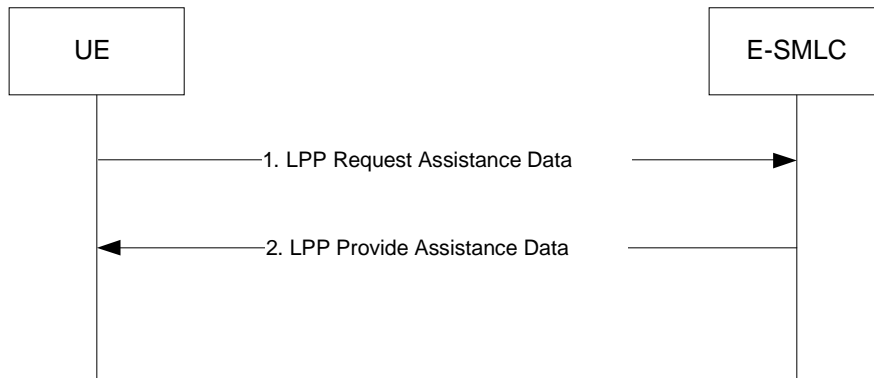 UE
E-SMLC
1. LPP Request Assistance Data
2. LPP Provide Assistance Data